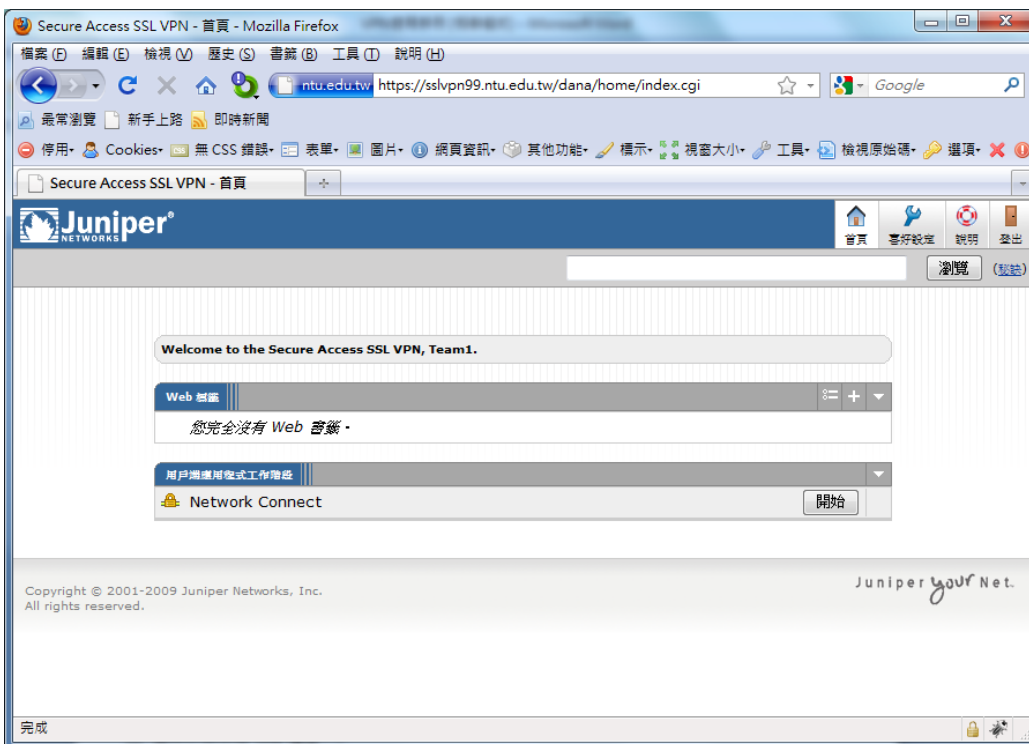 Secure Access SSL VPN - 首頁 - Mozilla Firefox
檔案(F) 編輯(E) 檢視(V) 歷史(S) 書籤(B) 工具(T) 說明(H)
ntu.edu.tw https://sslvpn99.ntu.edu.tw/dana/home/index.cgi Google
最常瀏覽 新手上路 即時新聞
停用 Cookies 無 CSS 錯誤 表單 圖片 網頁資訊 其他功能 標示 視窗大小 工具 檢視原始碼 選項
Secure Access SSL VPN - 首頁
Juniper®
NETWORKS
首頁 喜好設定 說明 登出
瀏覽 (秘訣)
Welcome to the Secure Access SSL VPN, Team1.
Web 書籤
您完全沒有 Web 書籤。
用戶端應用程式工作階段
Network Connect 開始
Copyright © 2001-2009 Juniper Networks, Inc.
All rights reserved.
Juniper your Net.
完成